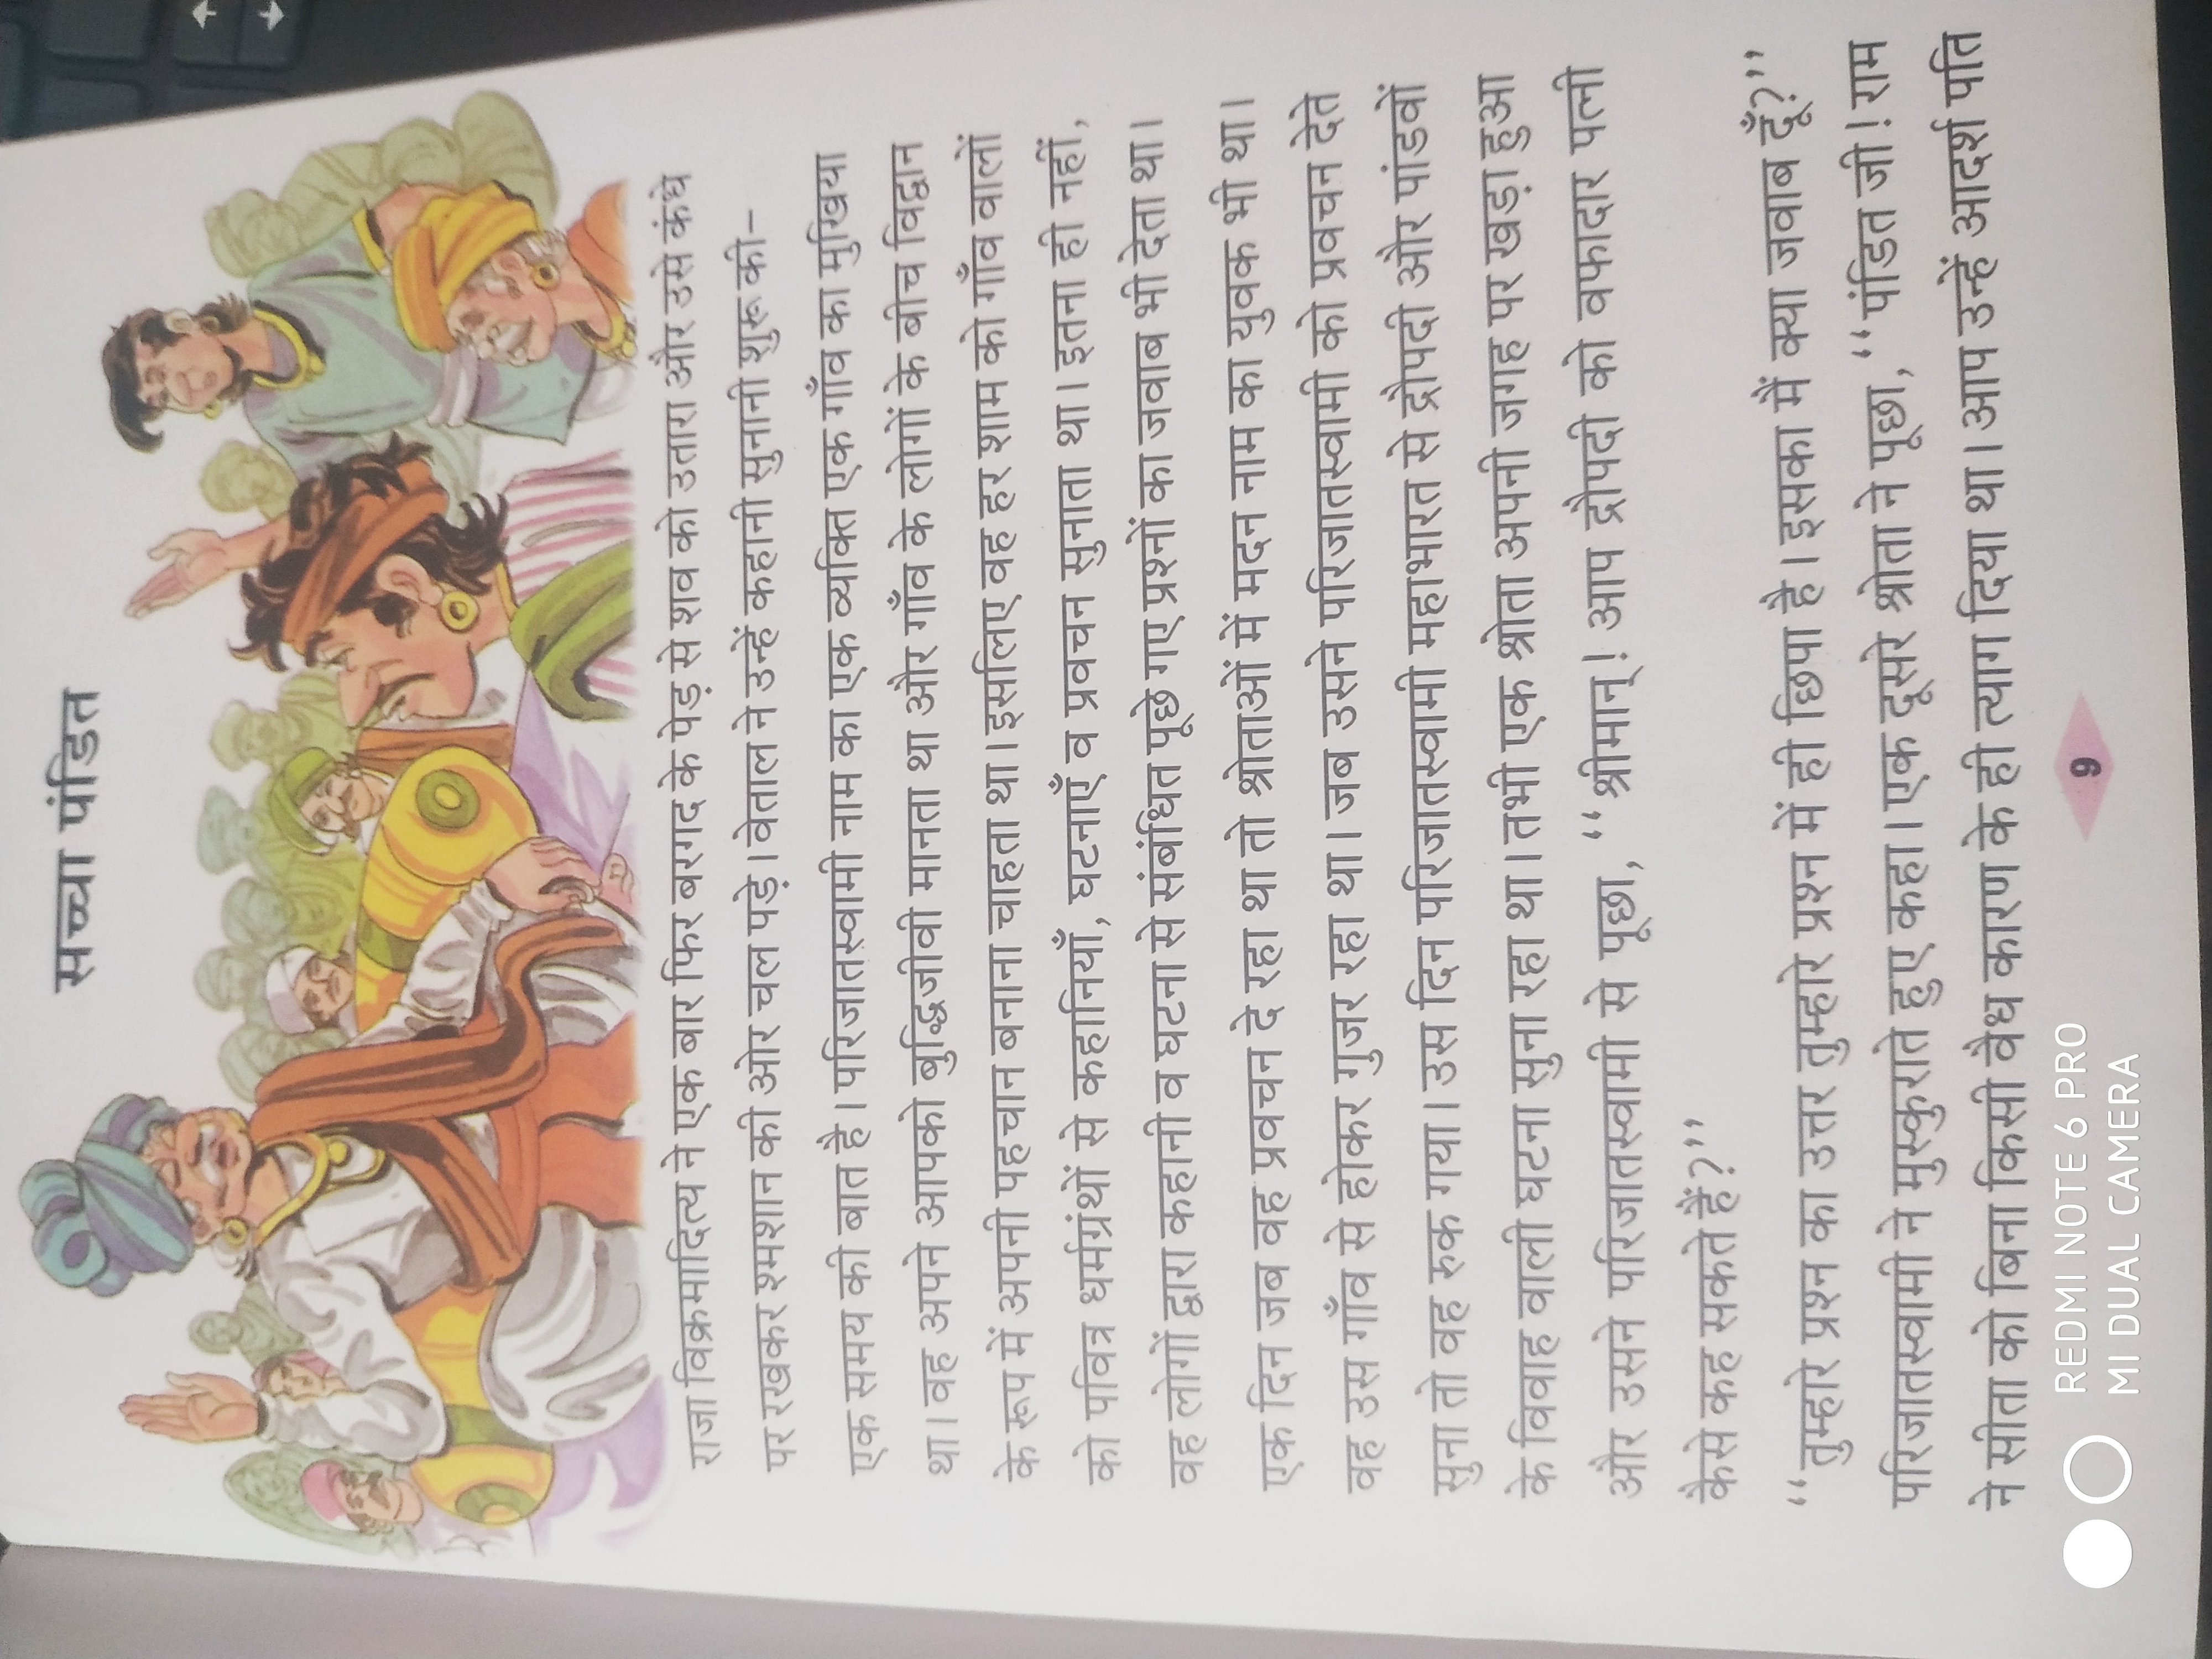 सच्चा पंडित
राजा विक्रमादित्य ने एक बार फिर बरगद के पेड़ से शव को उतारा और उसे कंधे
पर रखकर श्मशान की ओर चल पड़े। वेताल ने उन्हें कहानी सुनानी शुरू की–
एक समय की बात है। परिजातस्वामी नाम का एक व्यक्ति एक गाँव का मुखिया
था। वह अपने आपको बुद्धिजीवी मानता था और गाँव के लोगों के बीच विद्वान
के रूप में अपनी पहचान बनाना चाहता था। इसलिए वह हर शाम को गाँव वालों
को पवित्र धर्मग्रंथों से कहानियाँ, घटनाएँ व प्रवचन सुनाता था। इतना ही नहीं,
वह लोगों द्वारा कहानी व घटना से संबंधित पूछे गए प्रश्नों का जवाब भी देता था।
एक दिन जब वह प्रवचन दे रहा था तो श्रोताओं में मदन नाम का युवक भी था।
वह उस गाँव से होकर गुजर रहा था। जब उसने परिजातस्वामी को प्रवचन देते
सुना तो वह रुक गया। उस दिन परिजातस्वामी महाभारत से द्रौपदी और पांडवों
के विवाह वाली घटना सुना रहा था। तभी एक श्रोता अपनी जगह पर खड़ा हुआ
और उसने परिजातस्वामी से पूछा, ‘‘श्रीमान्! आप द्रौपदी को वफादार पत्नी
कैसे कह सकते हैं?’’
‘‘तुम्हारे प्रश्न का उत्तर तुम्हारे प्रश्न में ही छिपा है। इसका मैं क्या जवाब दूँ?’’
परिजातस्वामी ने मुस्कुराते हुए कहा। एक दूसरे श्रोता ने पूछा, ‘‘पंडित जी! राम
ने सीता को बिना किसी वैध कारण के ही त्याग दिया था। आप उन्हें आदर्श पति
9
REDMI NOTE 6 PRO
MI DUAL CAMERA